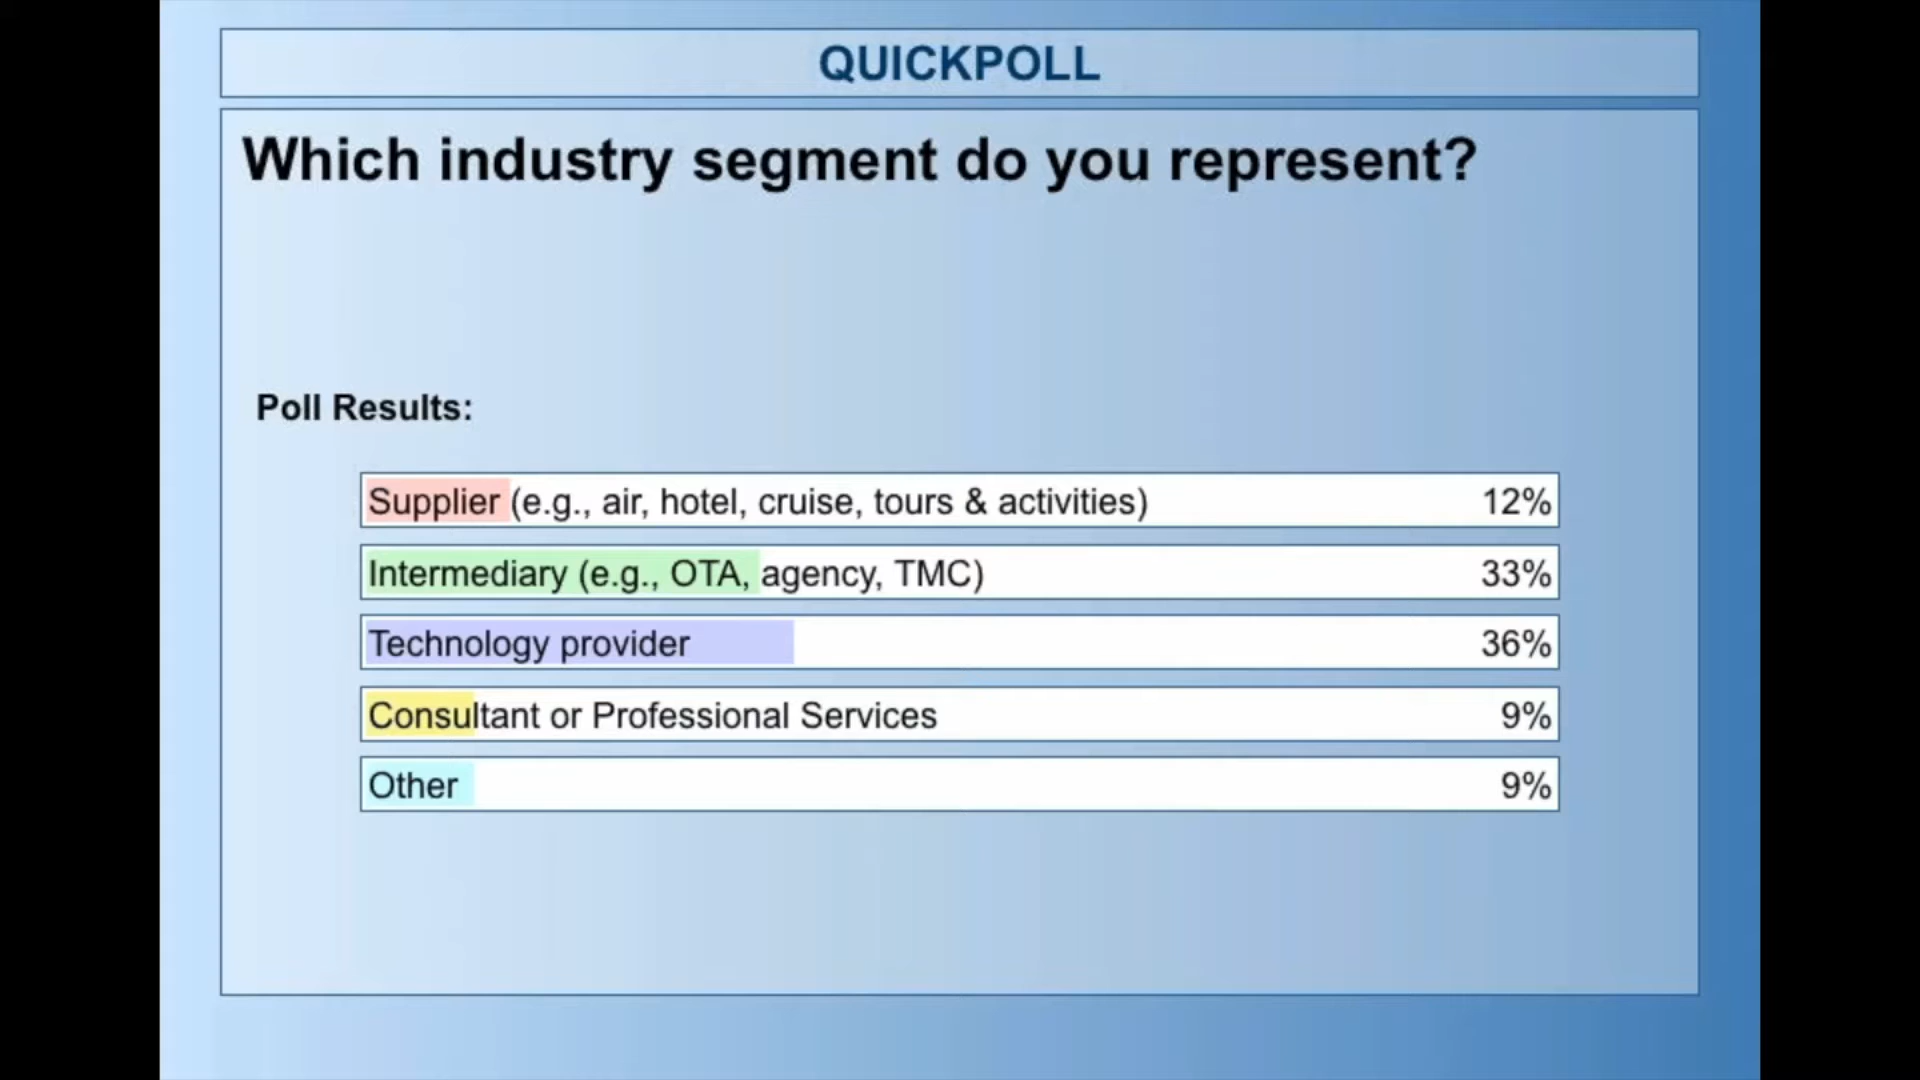 QUICKPOLL
Which industry segment do you represent?
Poll Results:
Supplier (e.g., air, hotel, cruise, tours & activities) 12%
Intermediary (e.g., OTA, agency, TMC) 33%
Technology provider 36%
Consultant or Professional Services 9%
Other 9%